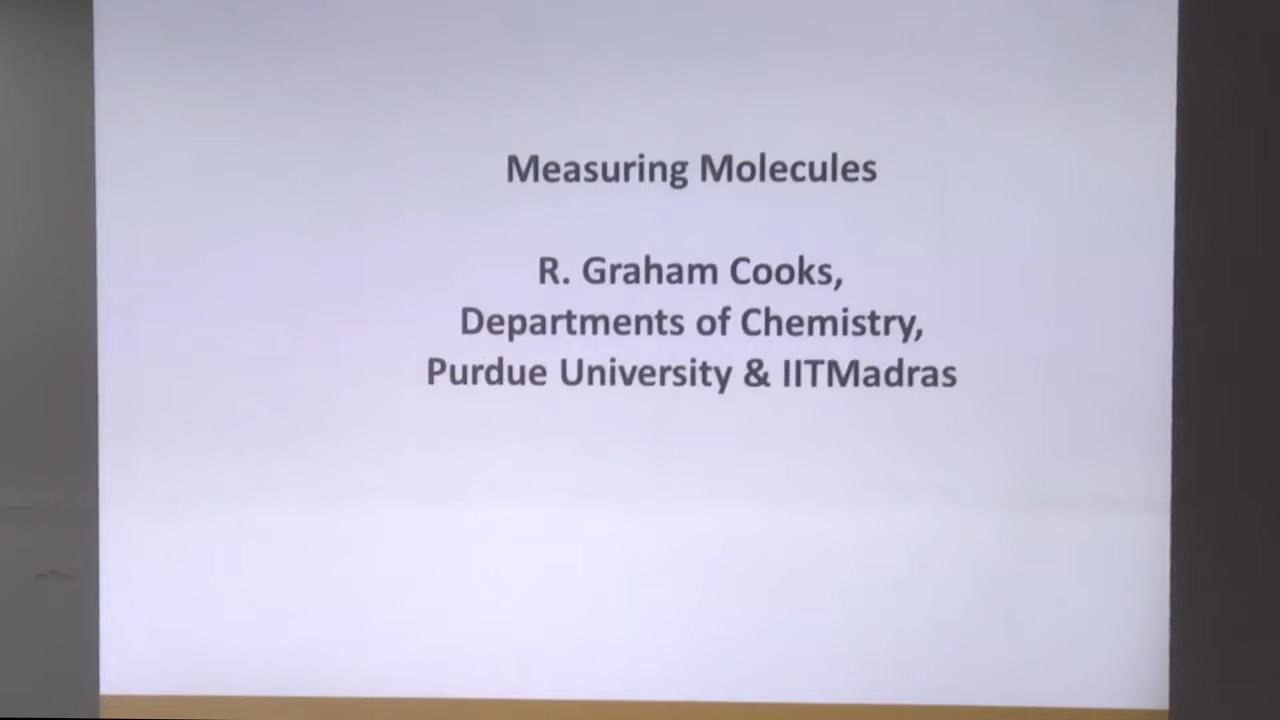 Measuring Molecules
R. Graham Cooks,
Departments of Chemistry,
Purdue University & IITMadras